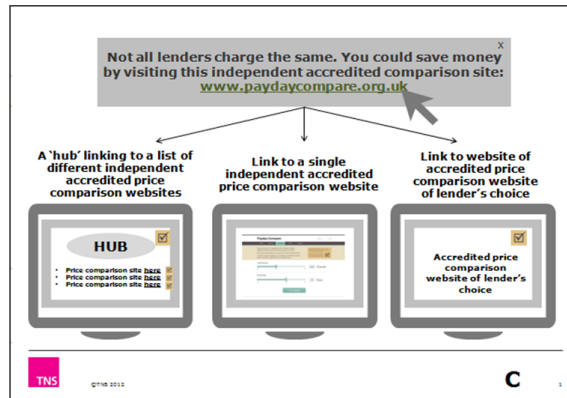 x
Not all lenders charge the same. You could save money
by visiting this independent accredited comparison site:
www.paydaycompare.org.uk
A 'hub' linking to a list of
different independent
accredited price
comparison websites
Link to a single
independent accredited
price comparison website
Link to website of
accredited price
comparison website
of lender's choice
HUB
• Price comparison site here
• Price comparison site here
• Price comparison site here
Accredited price
comparison
website of lender's
choice
TNS
©TNS 2012
C
1